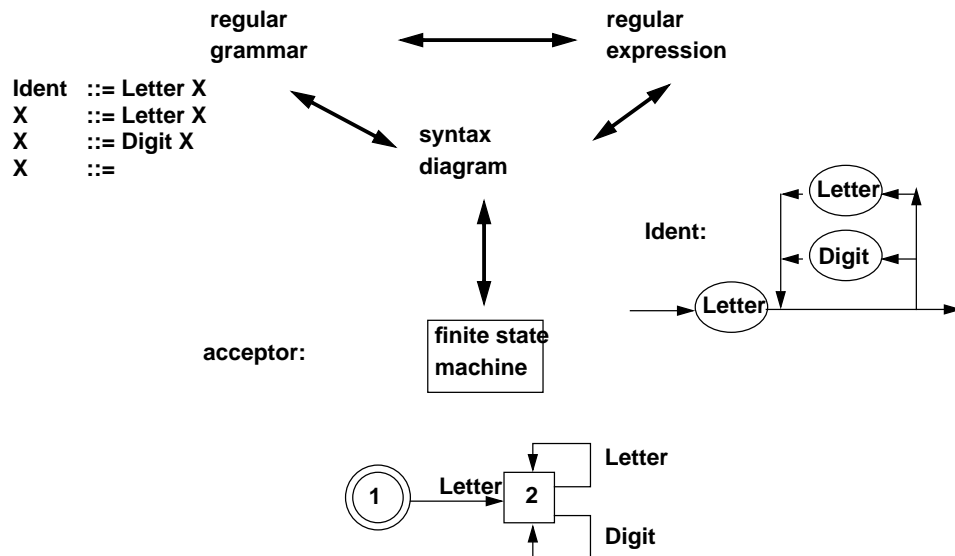 regular
grammar
regular
expression
Ident ::= Letter X
X ::= Letter X
X ::= Digit X
X ::=
syntax
diagram
Ident:
Letter
Digit
Letter
acceptor:
finite state
machine
1
Letter
2
Letter
Digit